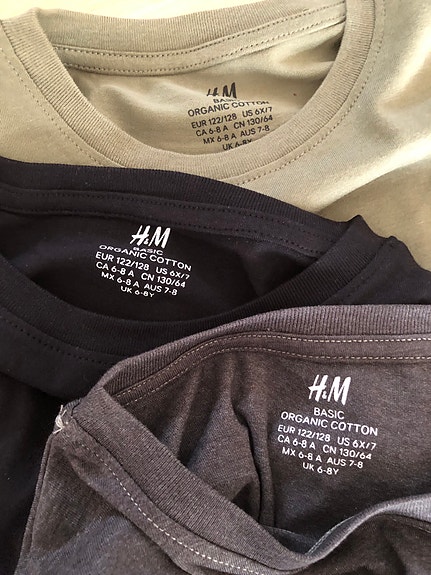 H&M
BASIC
ORGANIC COTTON
EUR 122/128 US 6X/7
CA 6-8 A CN 130/64
MX 6-8 A AUS 7-8
UK 6-8Y
H&M
BASIC
ORGANIC COTTON
EUR 122/128 US 6X/7
CA 6-8 A CN 130/64
MX 6-8 A AUS 7-8
UK 6-8Y
H&M
BASIC
ORGANIC COTTON
EUR 122/128 US 6X/7
CA 6-8 A CN 130/64
MX 6-8 A AUS 7-8
UK 6-8Y